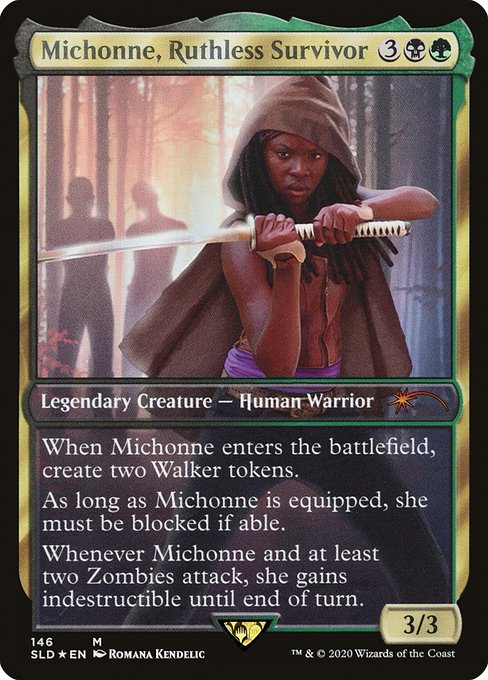 Michonne, Ruthless Survivor 3
Legendary Creature — Human Warrior
When Michonne enters the battlefield,
create two Walker tokens.
As long as Michonne is equipped, she
must be blocked if able.
Whenever Michonne and at least
two Zombies attack, she gains
indestructible until end of turn.
3/3
146 M
SLD ★ EN Romana Kendelic
™ & © 2020 Wizards of the Coast